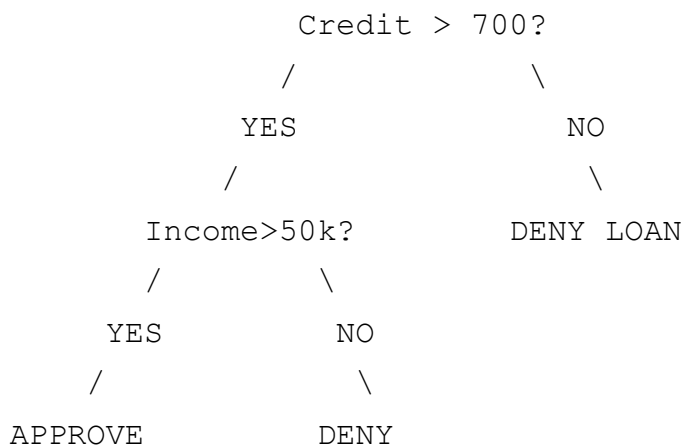 Credit > 700?
/ \
YES NO
/ \
Income>50k? DENY LOAN
/ \
YES NO
/ \
APPROVE DENY